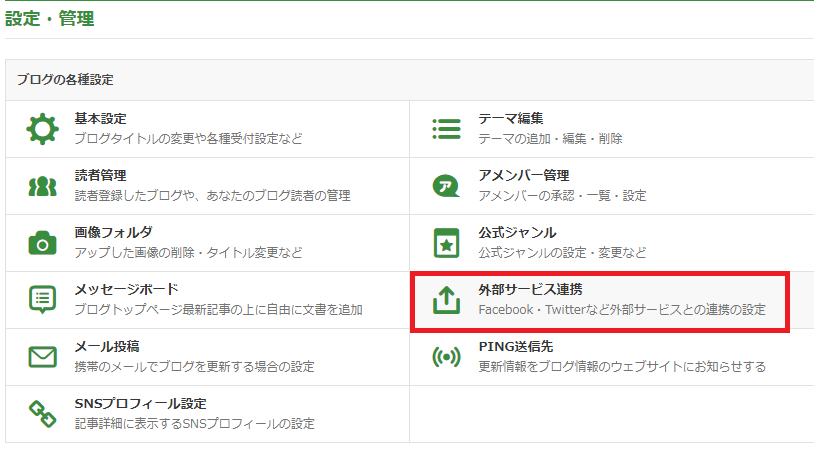 設定・管理
ブログの各種設定
基本設定
ブログタイトルの変更や各種受付設定など
テーマ編集
テーマの追加・編集・削除
読者管理
読者登録したブログや、あなたのブログ読者の管理
ア
アメンバー管理
アメンバーの承認・一覧・設定
画像フォルダ
アップした画像の削除・タイトル変更など
公式ジャンル
公式ジャンルの設定・変更など
メッセージボード
ブログトップページ最新記事の上に自由に文書を追加
外部サービス連携
Facebook・Twitterなど外部サービスとの連携の設定
メール投稿
携帯のメールでブログを更新する場合の設定
PING送信先
更新情報をブログ情報のウェブサイトにお知らせする
SNSプロフィール設定
記事詳細に表示するSNSプロフィールの設定